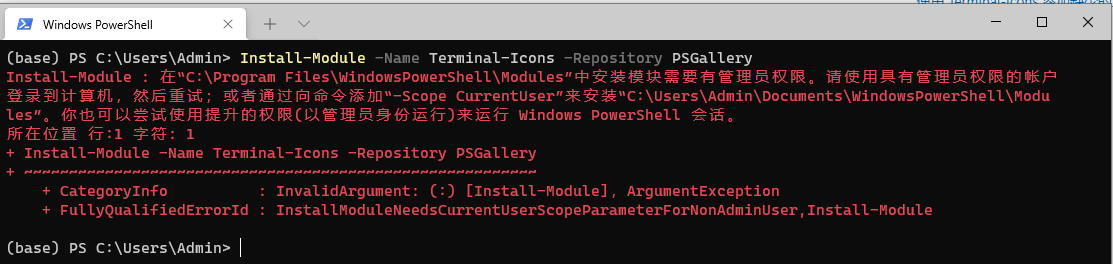 Windows PowerShell
(base) PS C:\Users\Admin> Install-Module -Name Terminal-Icons -Repository PSGallery
Install-Module : 在“C:\Program Files\WindowsPowerShell\Modules”中安装模块需要有管理员权限。请使用具有管理员权限的帐户
登录到计算机，然后重试；或者通过向命令添加“-Scope CurrentUser”来安装“C:\Users\Admin\Documents\WindowsPowerShell\Modu
les”。你也可以尝试使用提升的权限(以管理员身份运行)来运行 Windows PowerShell 会话。
所在位置 行:1 字符: 1
+ Install-Module -Name Terminal-Icons -Repository PSGallery
+ ~~~~~~~~~~~~~~~~~~~~~~~~~~~~~~~~~~~~~~~~~~~~~~~~~~~~~~~~~
    + CategoryInfo          : InvalidArgument: (:) [Install-Module], ArgumentException
    + FullyQualifiedErrorId : InstallModuleNeedsCurrentUserScopeParameterForNonAdminUser,Install-Module
(base) PS C:\Users\Admin>